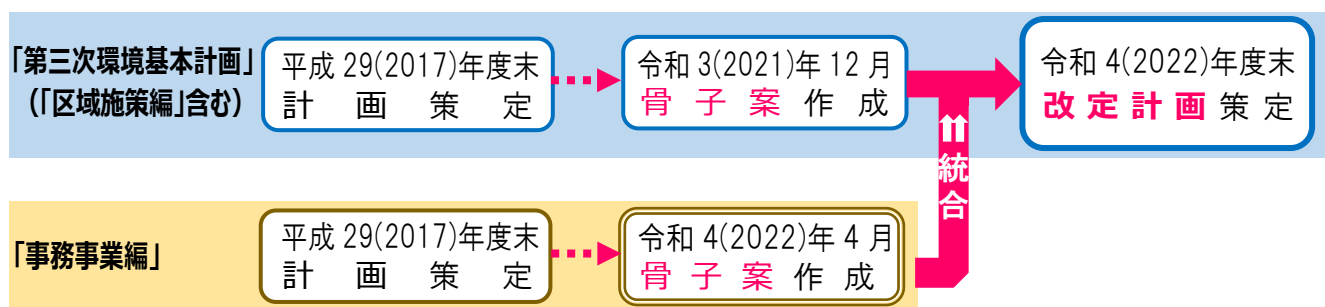 「第三次環境基本計画」
(「区域施策編」含む)
平成 29(2017)年度末
計画策定
令和 3(2021)年 12 月
骨子案作成
令和 4(2022)年度末
改定計画策定
⇧統合
「事務事業編」
平成 29(2017)年度末
計画策定
令和 4(2022)年 4 月
骨子案作成